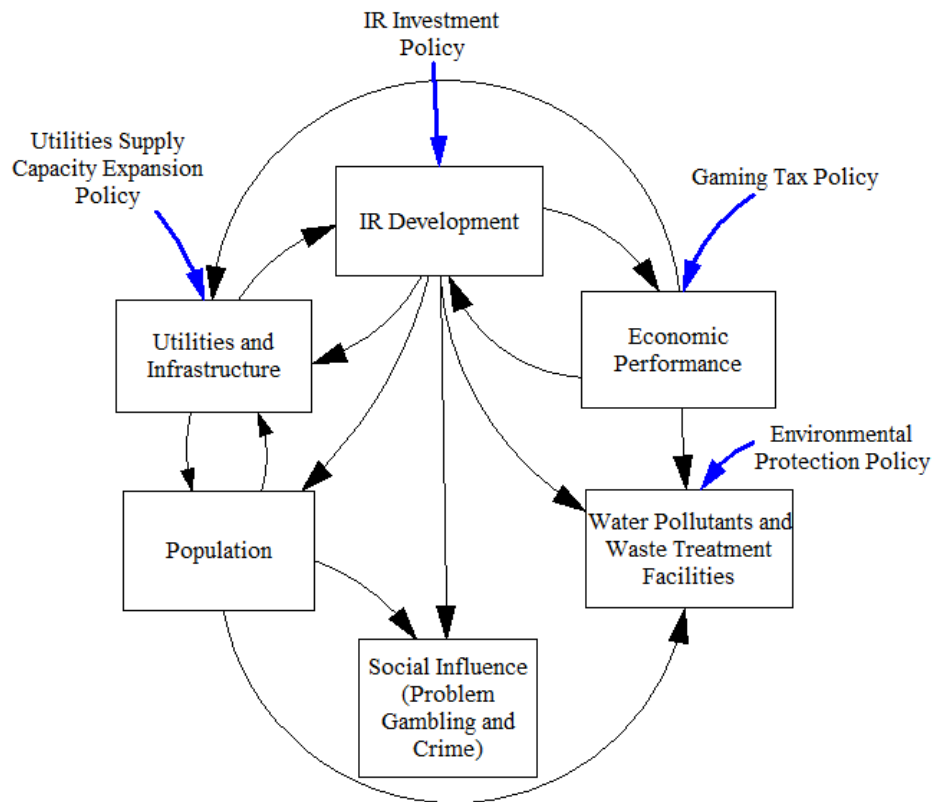 IR Investment
Policy
Utilities Supply
Capacity Expansion
Policy
Gaming Tax Policy
IR Development
Utilities and
Infrastructure
Economic
Performance
Environmental
Protection Policy
Population
Water Pollutants and
Waste Treatment
Facilities
Social Influence
(Problem
Gambling and
Crime)